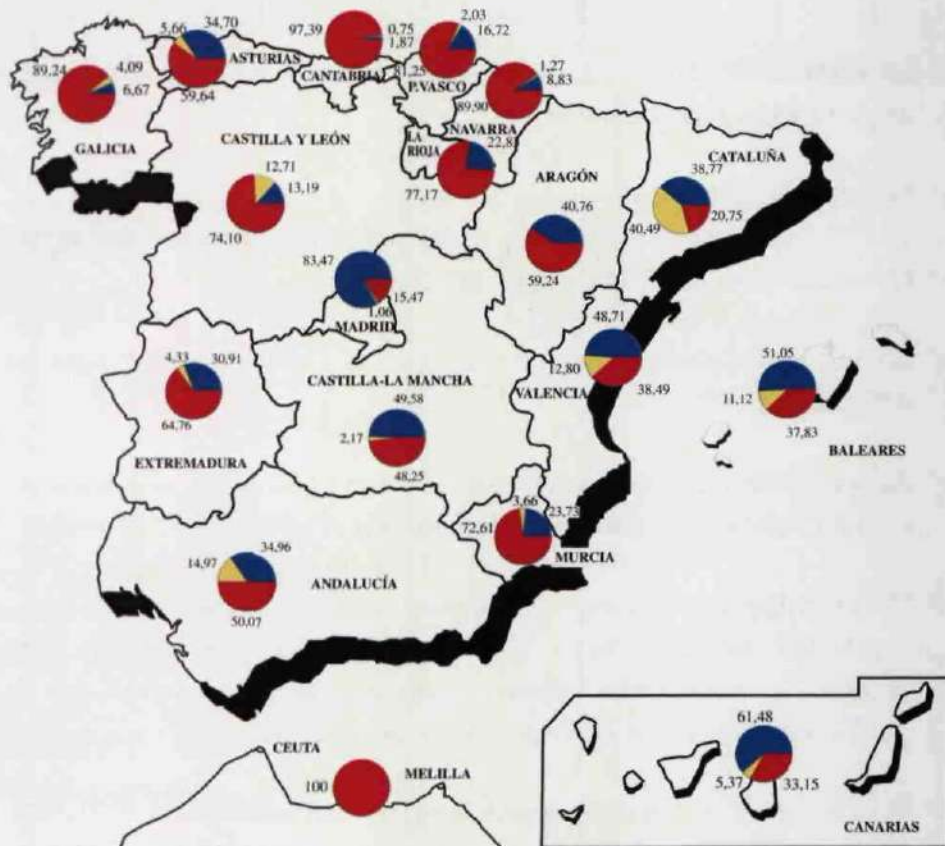 97,39
0,75
1,87
2,03
16,72
5,66
34,70
ASTURIAS
CANTABRIA
81,25
P.VASCO
1,27
8,83
89,24
4,09
6,67
59,64
89,90
NAVARRA
GALICIA
CASTILLA Y LEÓN
LA
RIOJA
22,8
CATALUÑA
12,71
13,19
77,17
ARAGÓN
38,77
40,76
40,49
20,75
74,10
83,47
59,24
15,47
1,06
MADRID
48,71
4,33
30,91
CASTILLA-LA MANCHA
12,80
VALENCIA
38,49
51,05
11,12
49,58
64,76
2,17
37,83
BALEARES
EXTREMADURA
48,25
3,66
23,73
72,61
MURCIA
14,97
34,96
ANDALUCÍA
50,07
61,48
CEUTA
100
MELILLA
5,37
33,15
CANARIAS